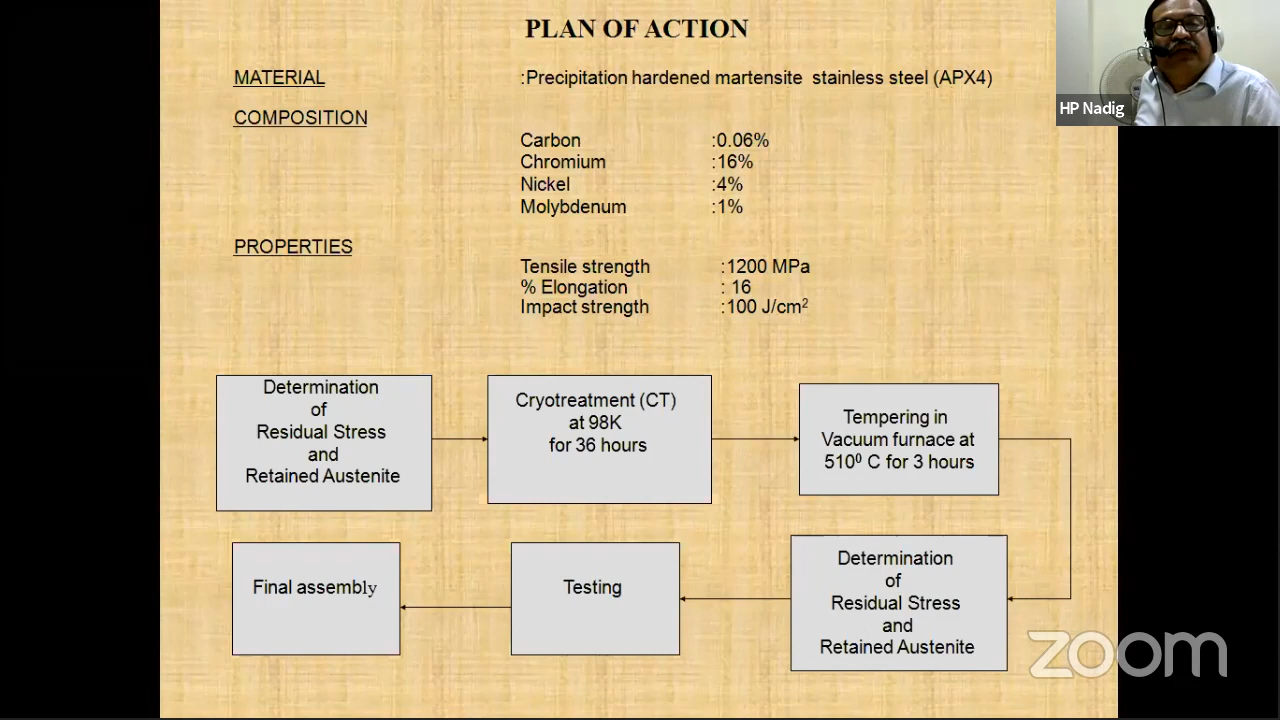 PLAN OF ACTION
MATERIAL :Precipitation hardened martensite stainless steel (APX4)
COMPOSITION
Carbon :0.06%
Chromium :16%
Nickel :4%
Molybdenum :1%
PROPERTIES
Tensile strength :1200 MPa
% Elongation : 16
Impact strength :100 J/cm²
Determination
of
Residual Stress
and
Retained Austenite
Cryotreatment (CT)
at 98K
for 36 hours
Tempering in
Vacuum furnace at
510⁰ C for 3 hours
Determination
of
Residual Stress
and
Retained Austenite
Testing
Final assembly
HP Nadig
zoom